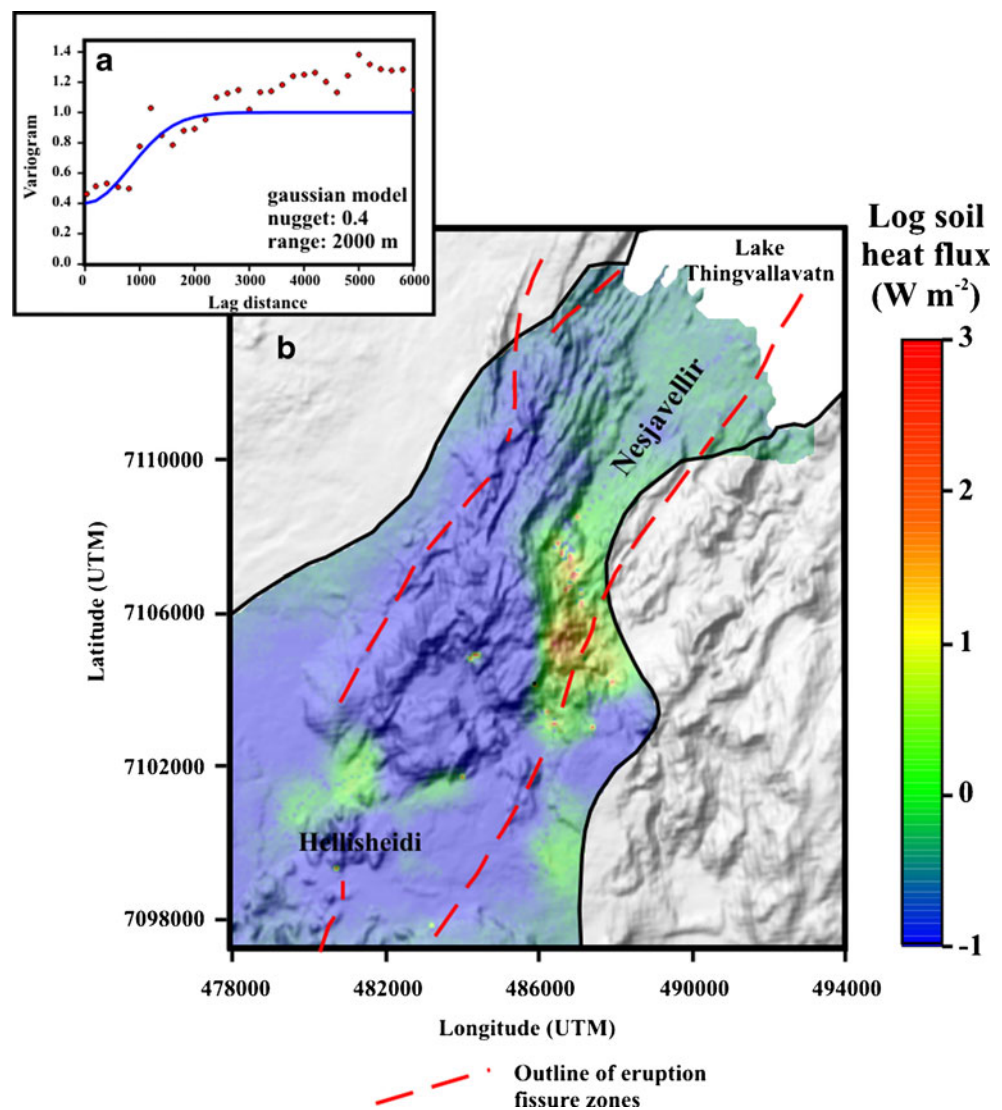 a
1.4
1.2
1.0
0.8
0.6
0.4
0.2
0.0
Variogram
gaussian model
nugget: 0.4
range: 2000 m
0 1000 2000 3000 4000 5000 6000
Lag distance
b
Lake
Thingvallavatn
Nesjavellir
Hellisheidi
7110000
7106000
7102000
7098000
Latitude (UTM)
478000 482000 486000 490000 494000
Longitude (UTM)
Log soil
heat flux
(W m-2)
3
2
1
0
-1
Outline of eruption
fissure zones